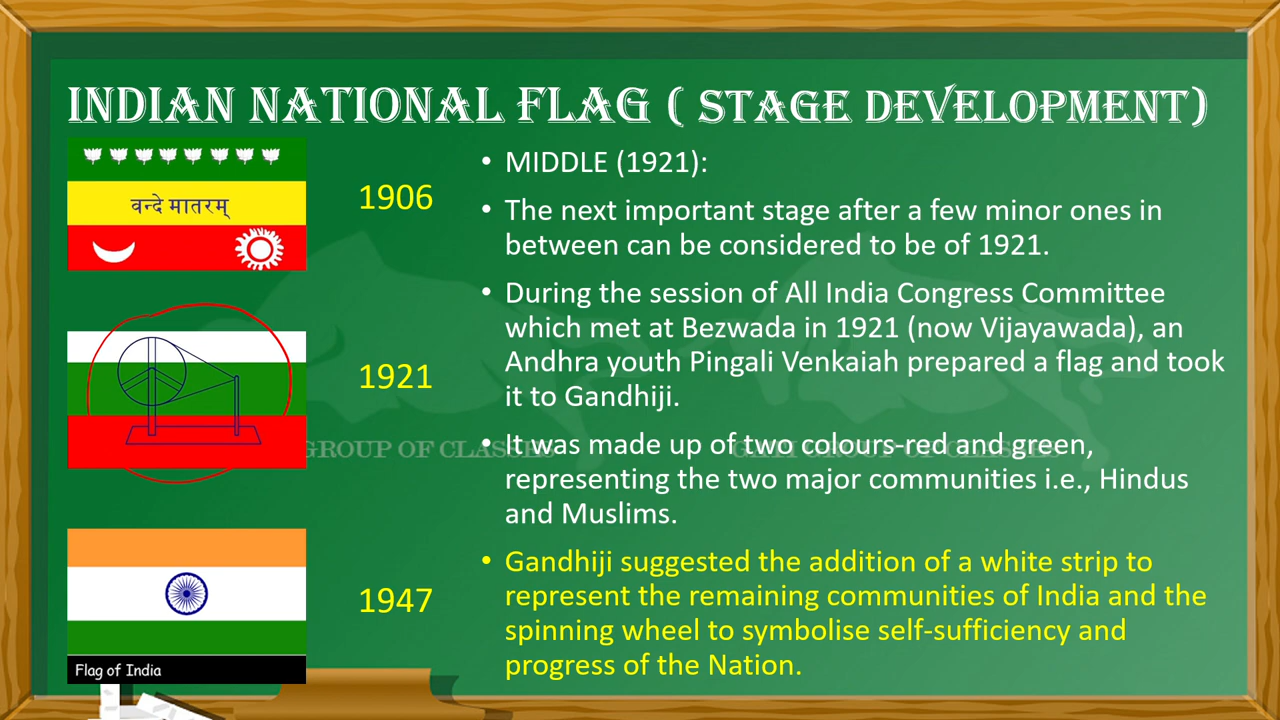 INDIAN NATIONAL FLAG ( STAGE DEVELOPMENT)
वन्दे मातरम्
1906
1921
1947
Flag of India
• MIDDLE (1921):
• The next important stage after a few minor ones in
between can be considered to be of 1921.
• During the session of All India Congress Committee
which met at Bezwada in 1921 (now Vijayawada), an
Andhra youth Pingali Venkaiah prepared a flag and took
it to Gandhiji.
• It was made up of two colours-red and green,
representing the two major communities i.e., Hindus
and Muslims.
• Gandhiji suggested the addition of a white strip to
represent the remaining communities of India and the
spinning wheel to symbolise self-sufficiency and
progress of the Nation.
GROUP OF CLASSES
GROUP OF CLASSES